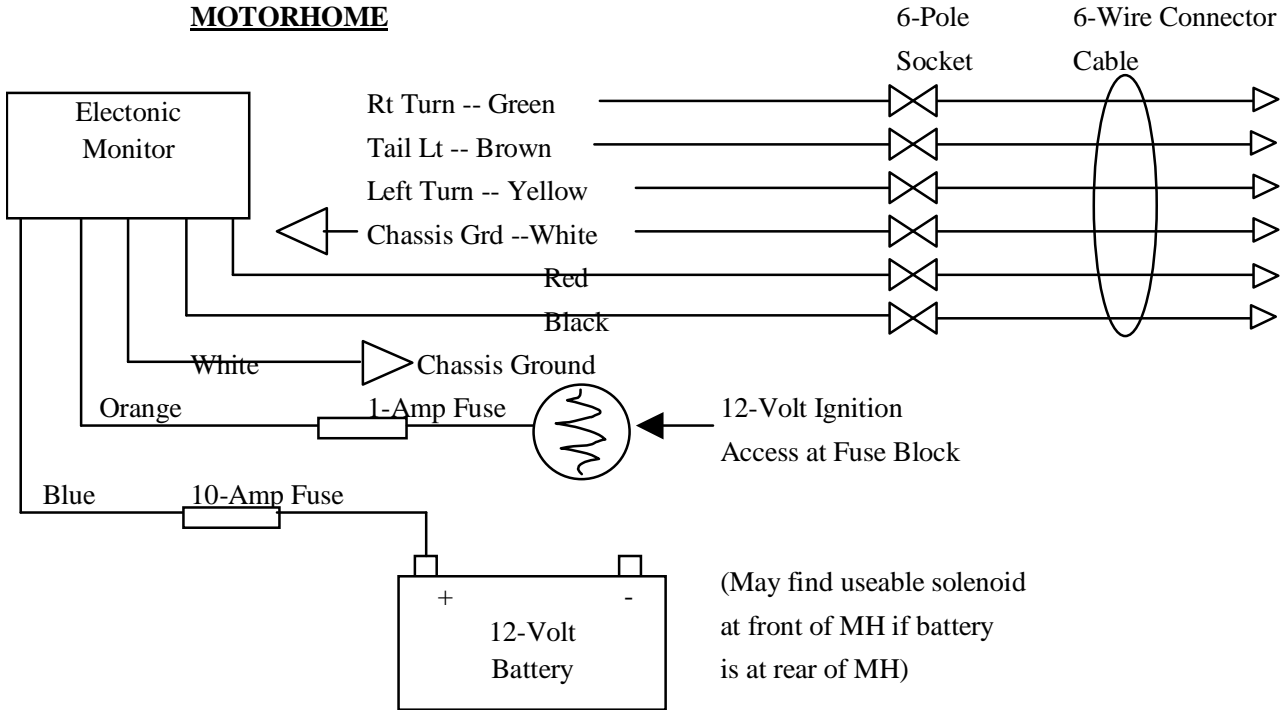 MOTORHOME
6-Pole
Socket
6-Wire Connector
Cable
Electonic
Monitor
Rt Turn -- Green
Tail Lt -- Brown
Left Turn -- Yellow
Chassis Grd --White
Red
Black
White
Chassis Ground
Orange
1-Amp Fuse
12-Volt Ignition
Access at Fuse Block
Blue
10-Amp Fuse
+
-
12-Volt
Battery
(May find useable solenoid
at front of MH if battery
is at rear of MH)